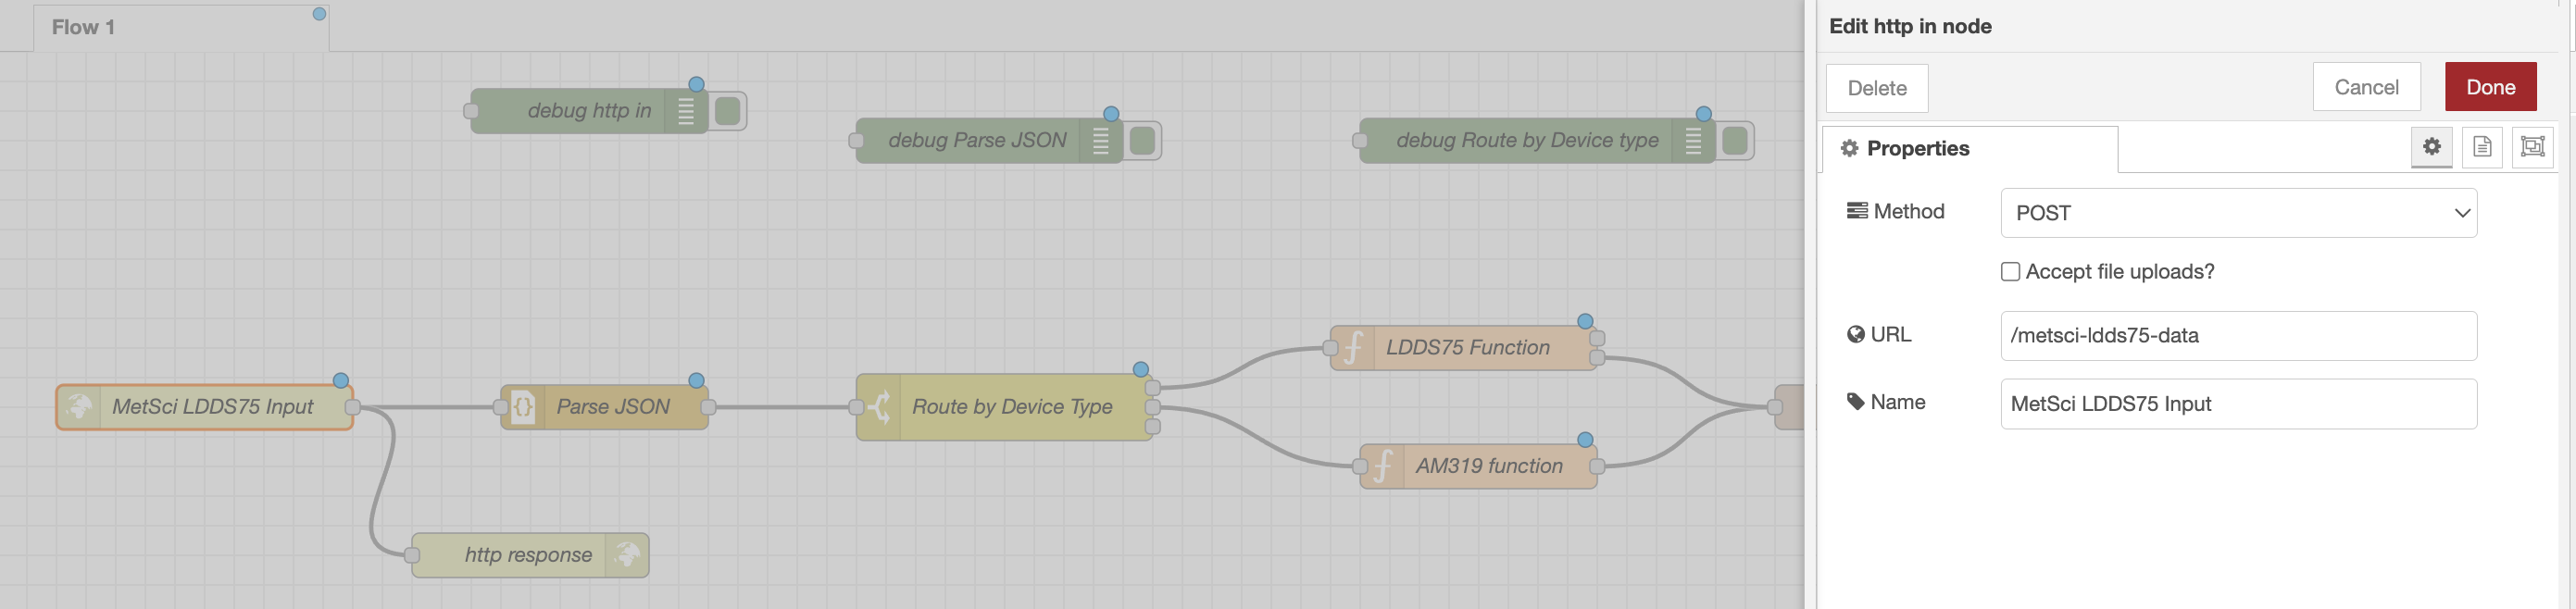 Flow 1
debug http in
debug Parse JSON
debug Route by Device type
MetSci LDDS75 Input
Parse JSON
Route by Device Type
LDDS75 Function
AM319 function
http response
Edit http in node
Delete
Cancel
Done
Properties
Method
POST
Accept file uploads?
URL
/metsci-ldds75-data
Name
MetSci LDDS75 Input